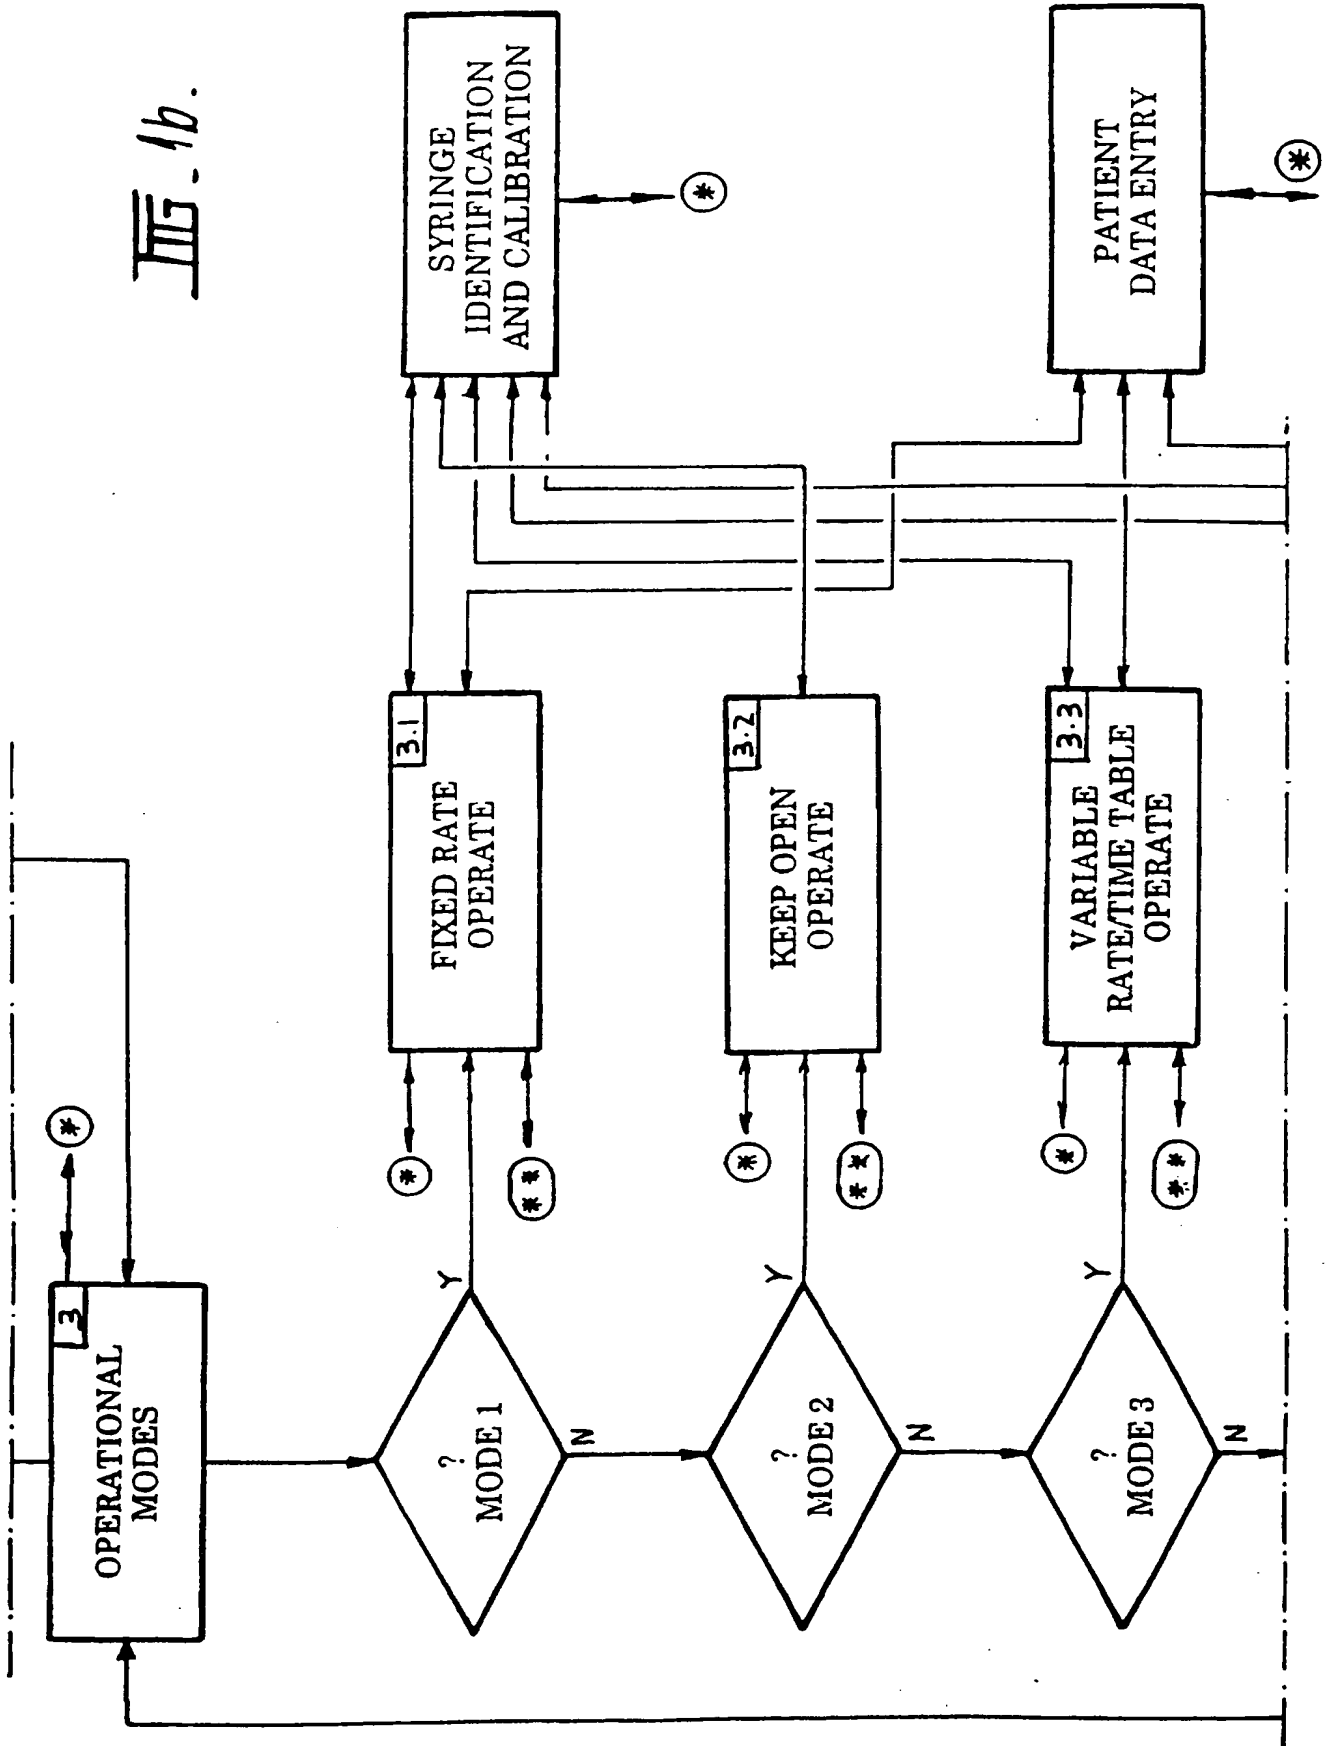 FIG. 1b.
3
OPERATIONAL
MODES
*
?
MODE 1
Y
N
3.1
FIXED RATE
OPERATE
*
* *
SYRINGE
IDENTIFICATION
AND CALIBRATION
*
?
MODE 2
Y
N
3.2
KEEP OPEN
OPERATE
*
* *
?
MODE 3
Y
N
3.3
VARIABLE
RATE/TIME TABLE
OPERATE
*
* *
PATIENT
DATA ENTRY
*